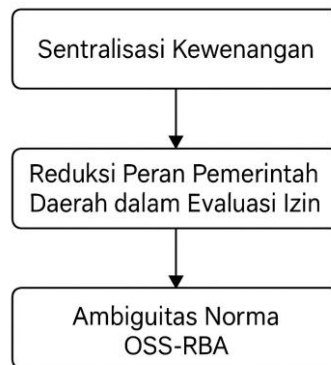 Sentralisasi Kewenangan
Reduksi Peran Pemerintah
Daerah dalam Evaluasi Izin
Ambiguitas Norma
OSS-RBA